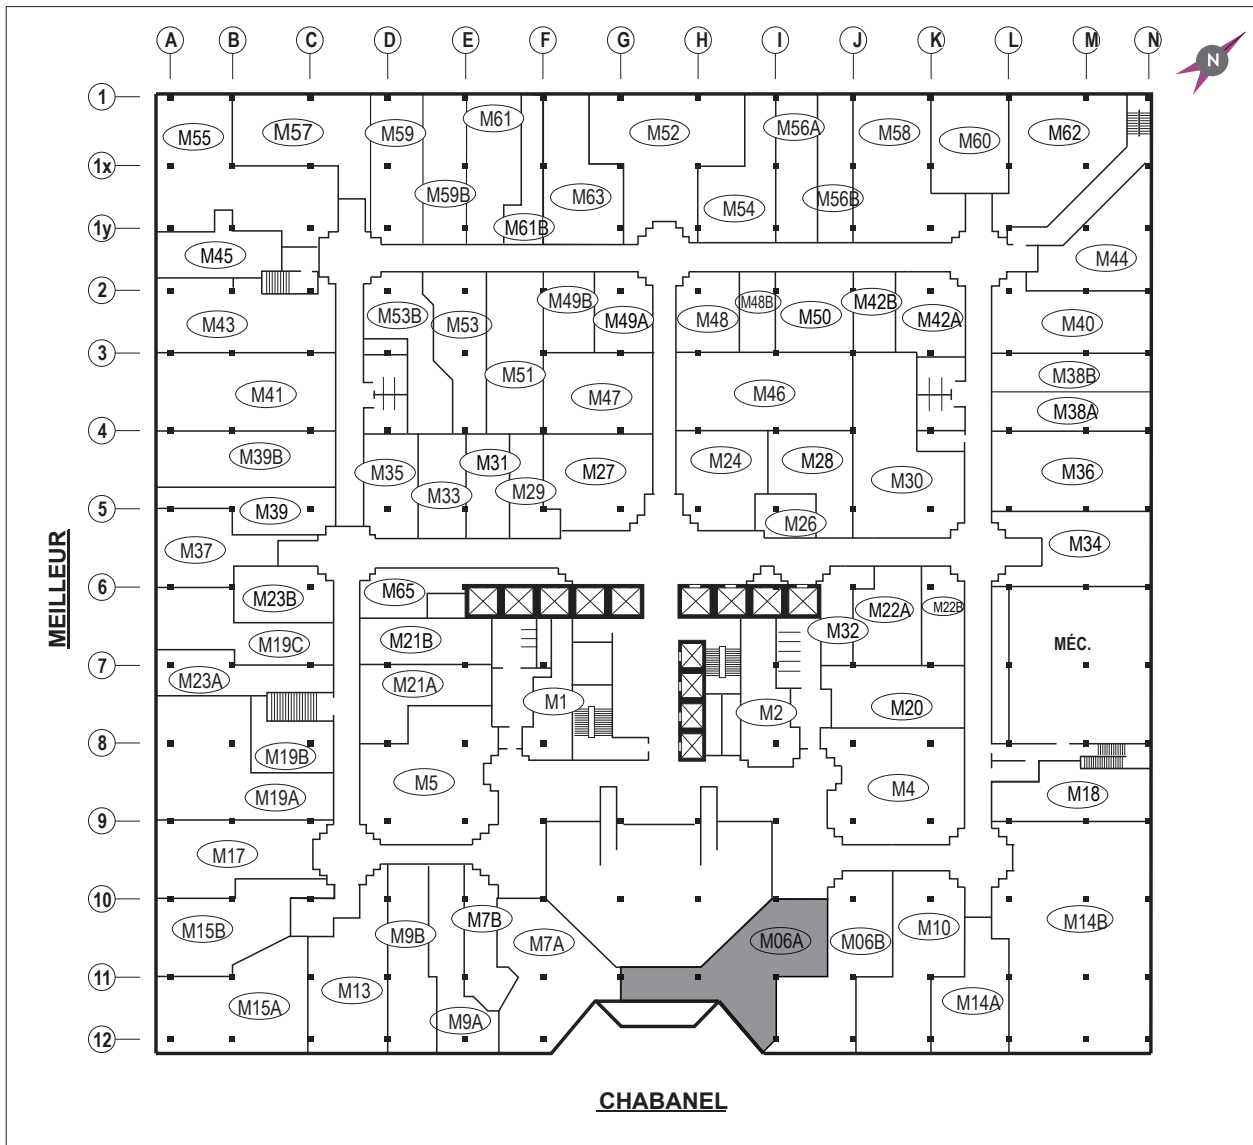 A B C D E F G H I J K L M N
N
1
M55 M57 M59 M61 M52 M56A M58 M60 M62
1x
M59B M63 M54 M56B
1y
M61B
M45 M44
2
M53B M49B M48B M42B
M43 M53 M49A M48 M50 M42A M40
3
M51 M38B
M41 M47 M46
M38A
4
M39B M35 M31 M27 M24 M28 M36
M33 M29 M30
5
M39 M26
M37 M34
6
M23B M65 M22A M22B
M19C M21B M32 MÉC.
7
M23A M21A M1 M2 M20
8
M19B M5 M4 M18
M19A
9
M17
10
M15B M9B M7B M7A M06A M06B M10 M14B
11
M15A M13 M9A M14A
12
MEILLEUR
CHABANEL